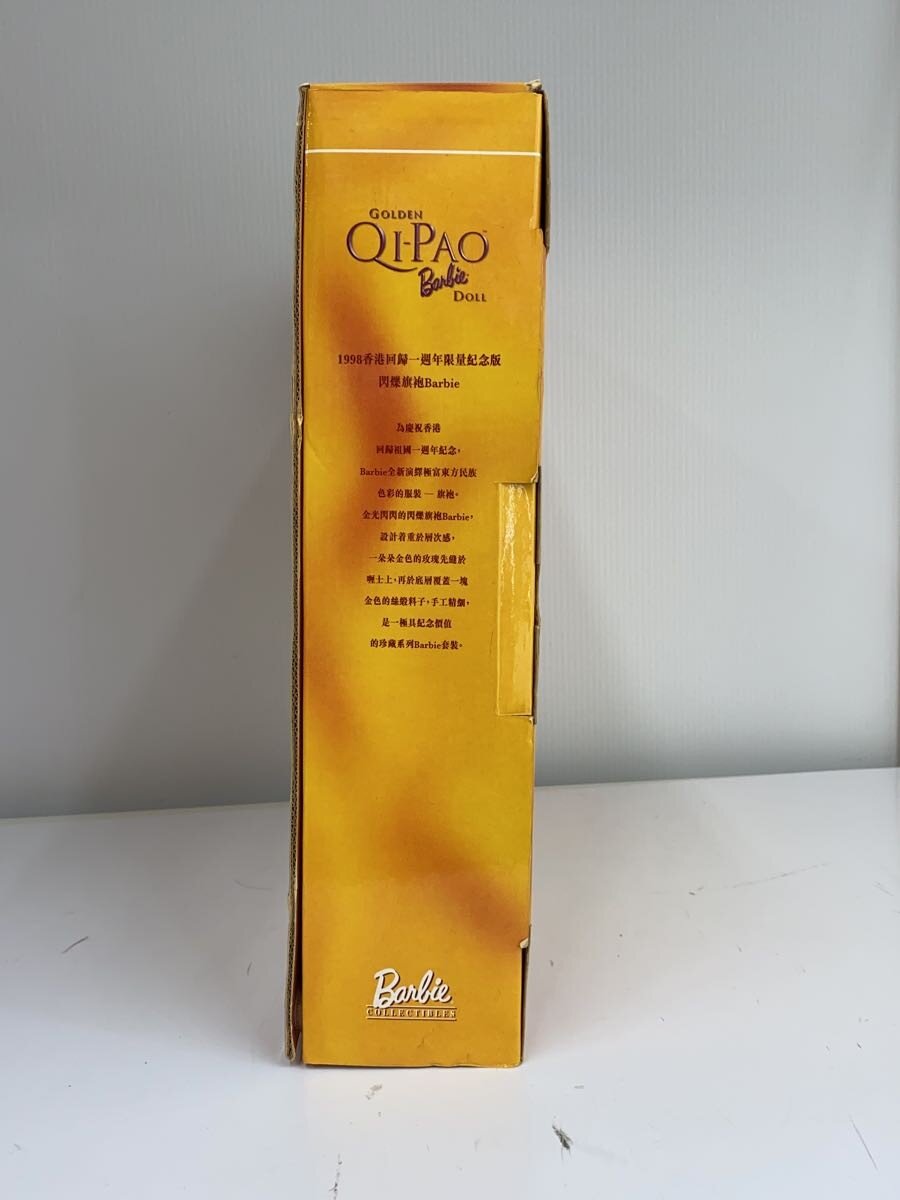 GOLDEN
QI-PAO™
Barbie
DOLL
1998香港回歸一週年限量紀念版
閃爍旗袍Barbie
為慶祝香港
回歸祖國一週年紀念，
Barbie全新演繹極富東方民族
色彩的服裝 — 旗袍。
金光閃閃的閃爍旗袍Barbie，
設計着重於層次感，
一朵朵金色的玫瑰先縫於
喱士上，再於底層覆蓋一塊
金色的絲緞料子，手工精細，
是一極具紀念價值
的珍藏系列Barbie套裝。
Barbie
COLLECTIBLES